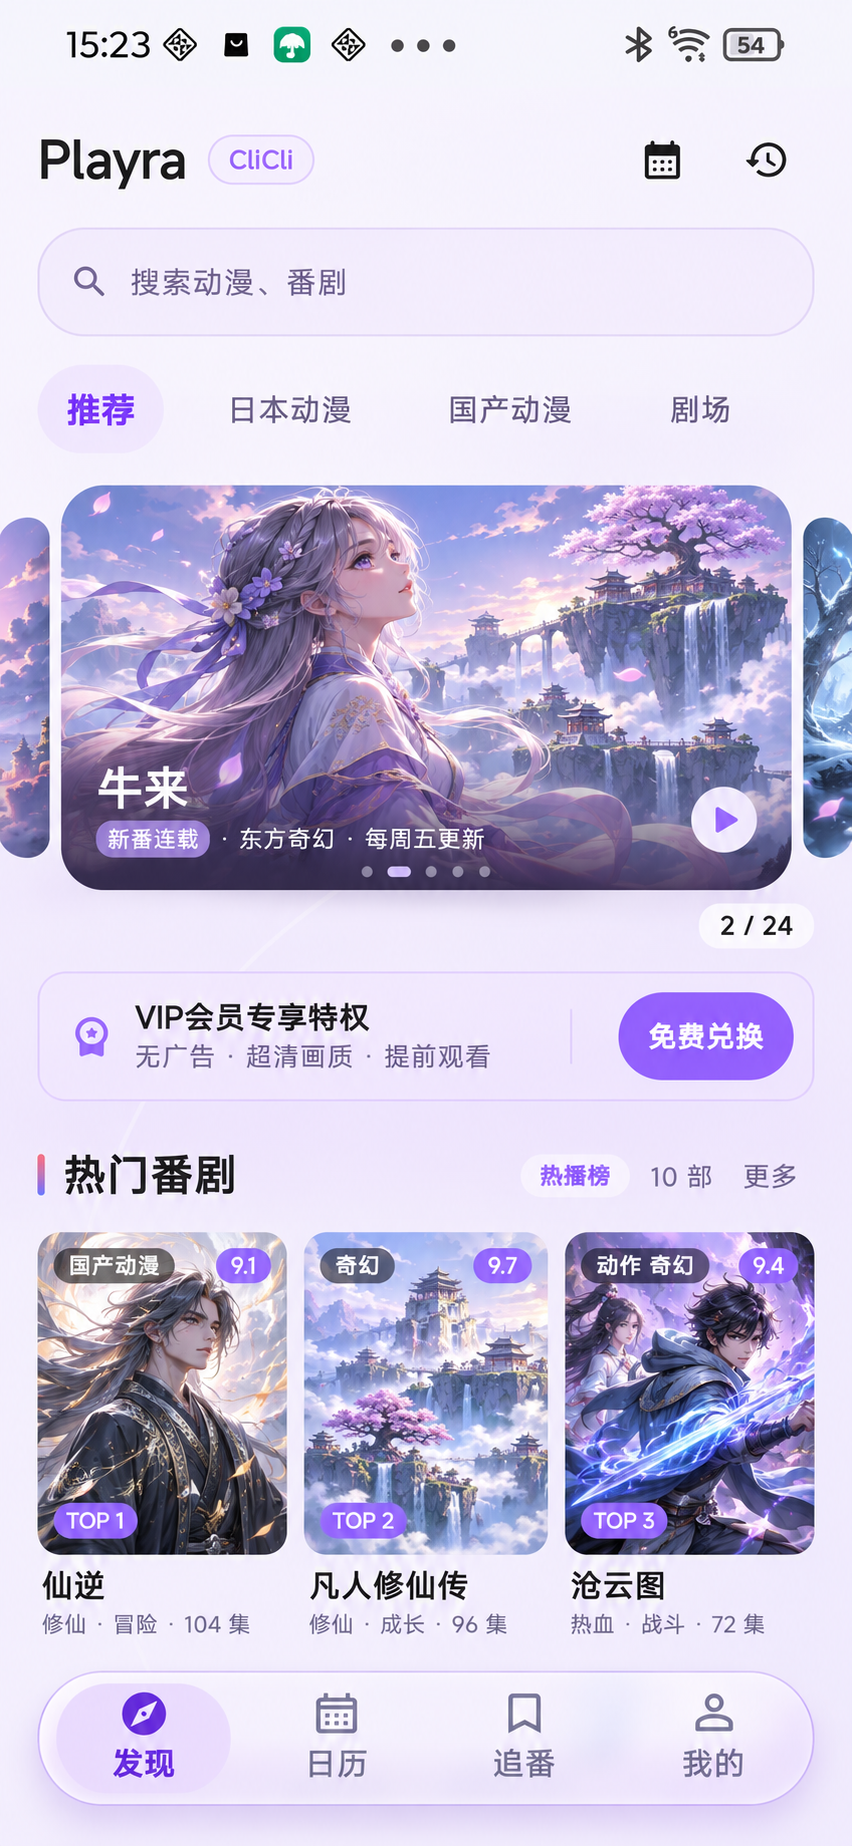 15:23
54
Playra CliCli
搜索动漫、番剧
推荐 日本动漫 国产动漫 剧场
牛来
新番连载 · 东方奇幻 · 每周五更新
2 / 24
VIP会员专享特权
无广告 · 超清画质 · 提前观看
免费兑换
热门番剧 热播榜 10 部 更多
国产动漫 9.1 奇幻 9.7 动作 奇幻 9.4
TOP 1 TOP 2 TOP 3
仙逆 凡人修仙传 沧云图
修仙 · 冒险 · 104 集 修仙 · 成长 · 96 集 热血 · 战斗 · 72 集
发现 日历 追番 我的